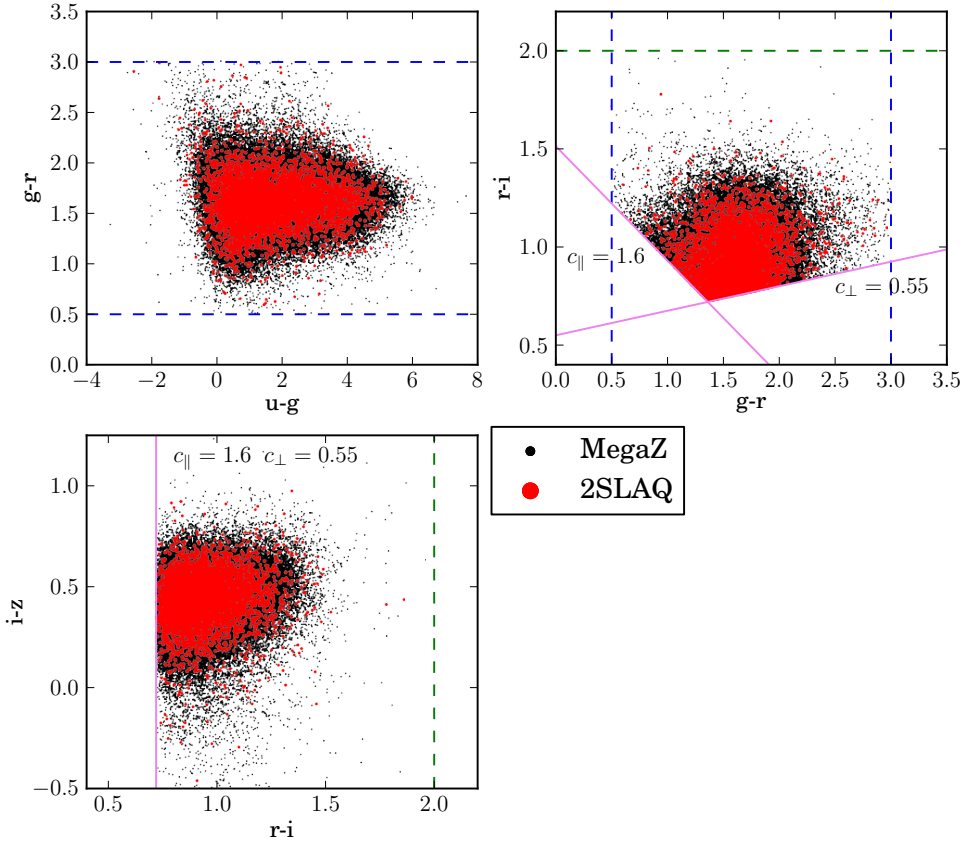 3.5
3.0
2.5
2.0
1.5
1.0
0.5
0.0
−4 −2 0 2 4 6 8
g-r
u-g
2.0
1.5
1.0
0.5
0.0 0.5 1.0 1.5 2.0 2.5 3.0 3.5
r-i
g-r
c∥ = 1.6
c⊥ = 0.55
1.0
0.5
0.0
−0.5
0.5 1.0 1.5 2.0
i-z
r-i
c∥ = 1.6 c⊥ = 0.55
MegaZ
2SLAQ